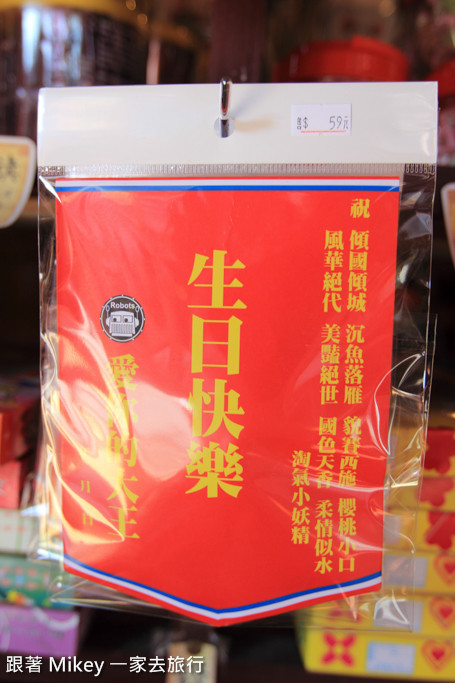 售$ 59元
祝
傾國傾城 沉魚落雁 貌賽西施 櫻桃小口
風華絕代 美豔絕世 國色天香 柔情似水
淘氣小妖精
生日快樂
Robots
愛你的大王
月 日
跟著 Mikey 一家去旅行